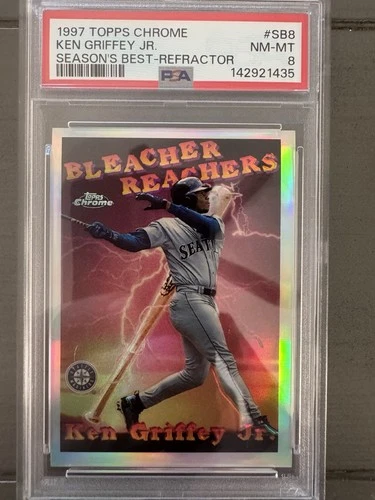 1997 TOPPS CHROME #SB8
KEN GRIFFEY JR. NM-MT
SEASON'S BEST-REFRACTOR 8
PSA 142921435
BLEACHER
REACHERS
Topps
Chrome
SEAT
Ken Griffey Jr.